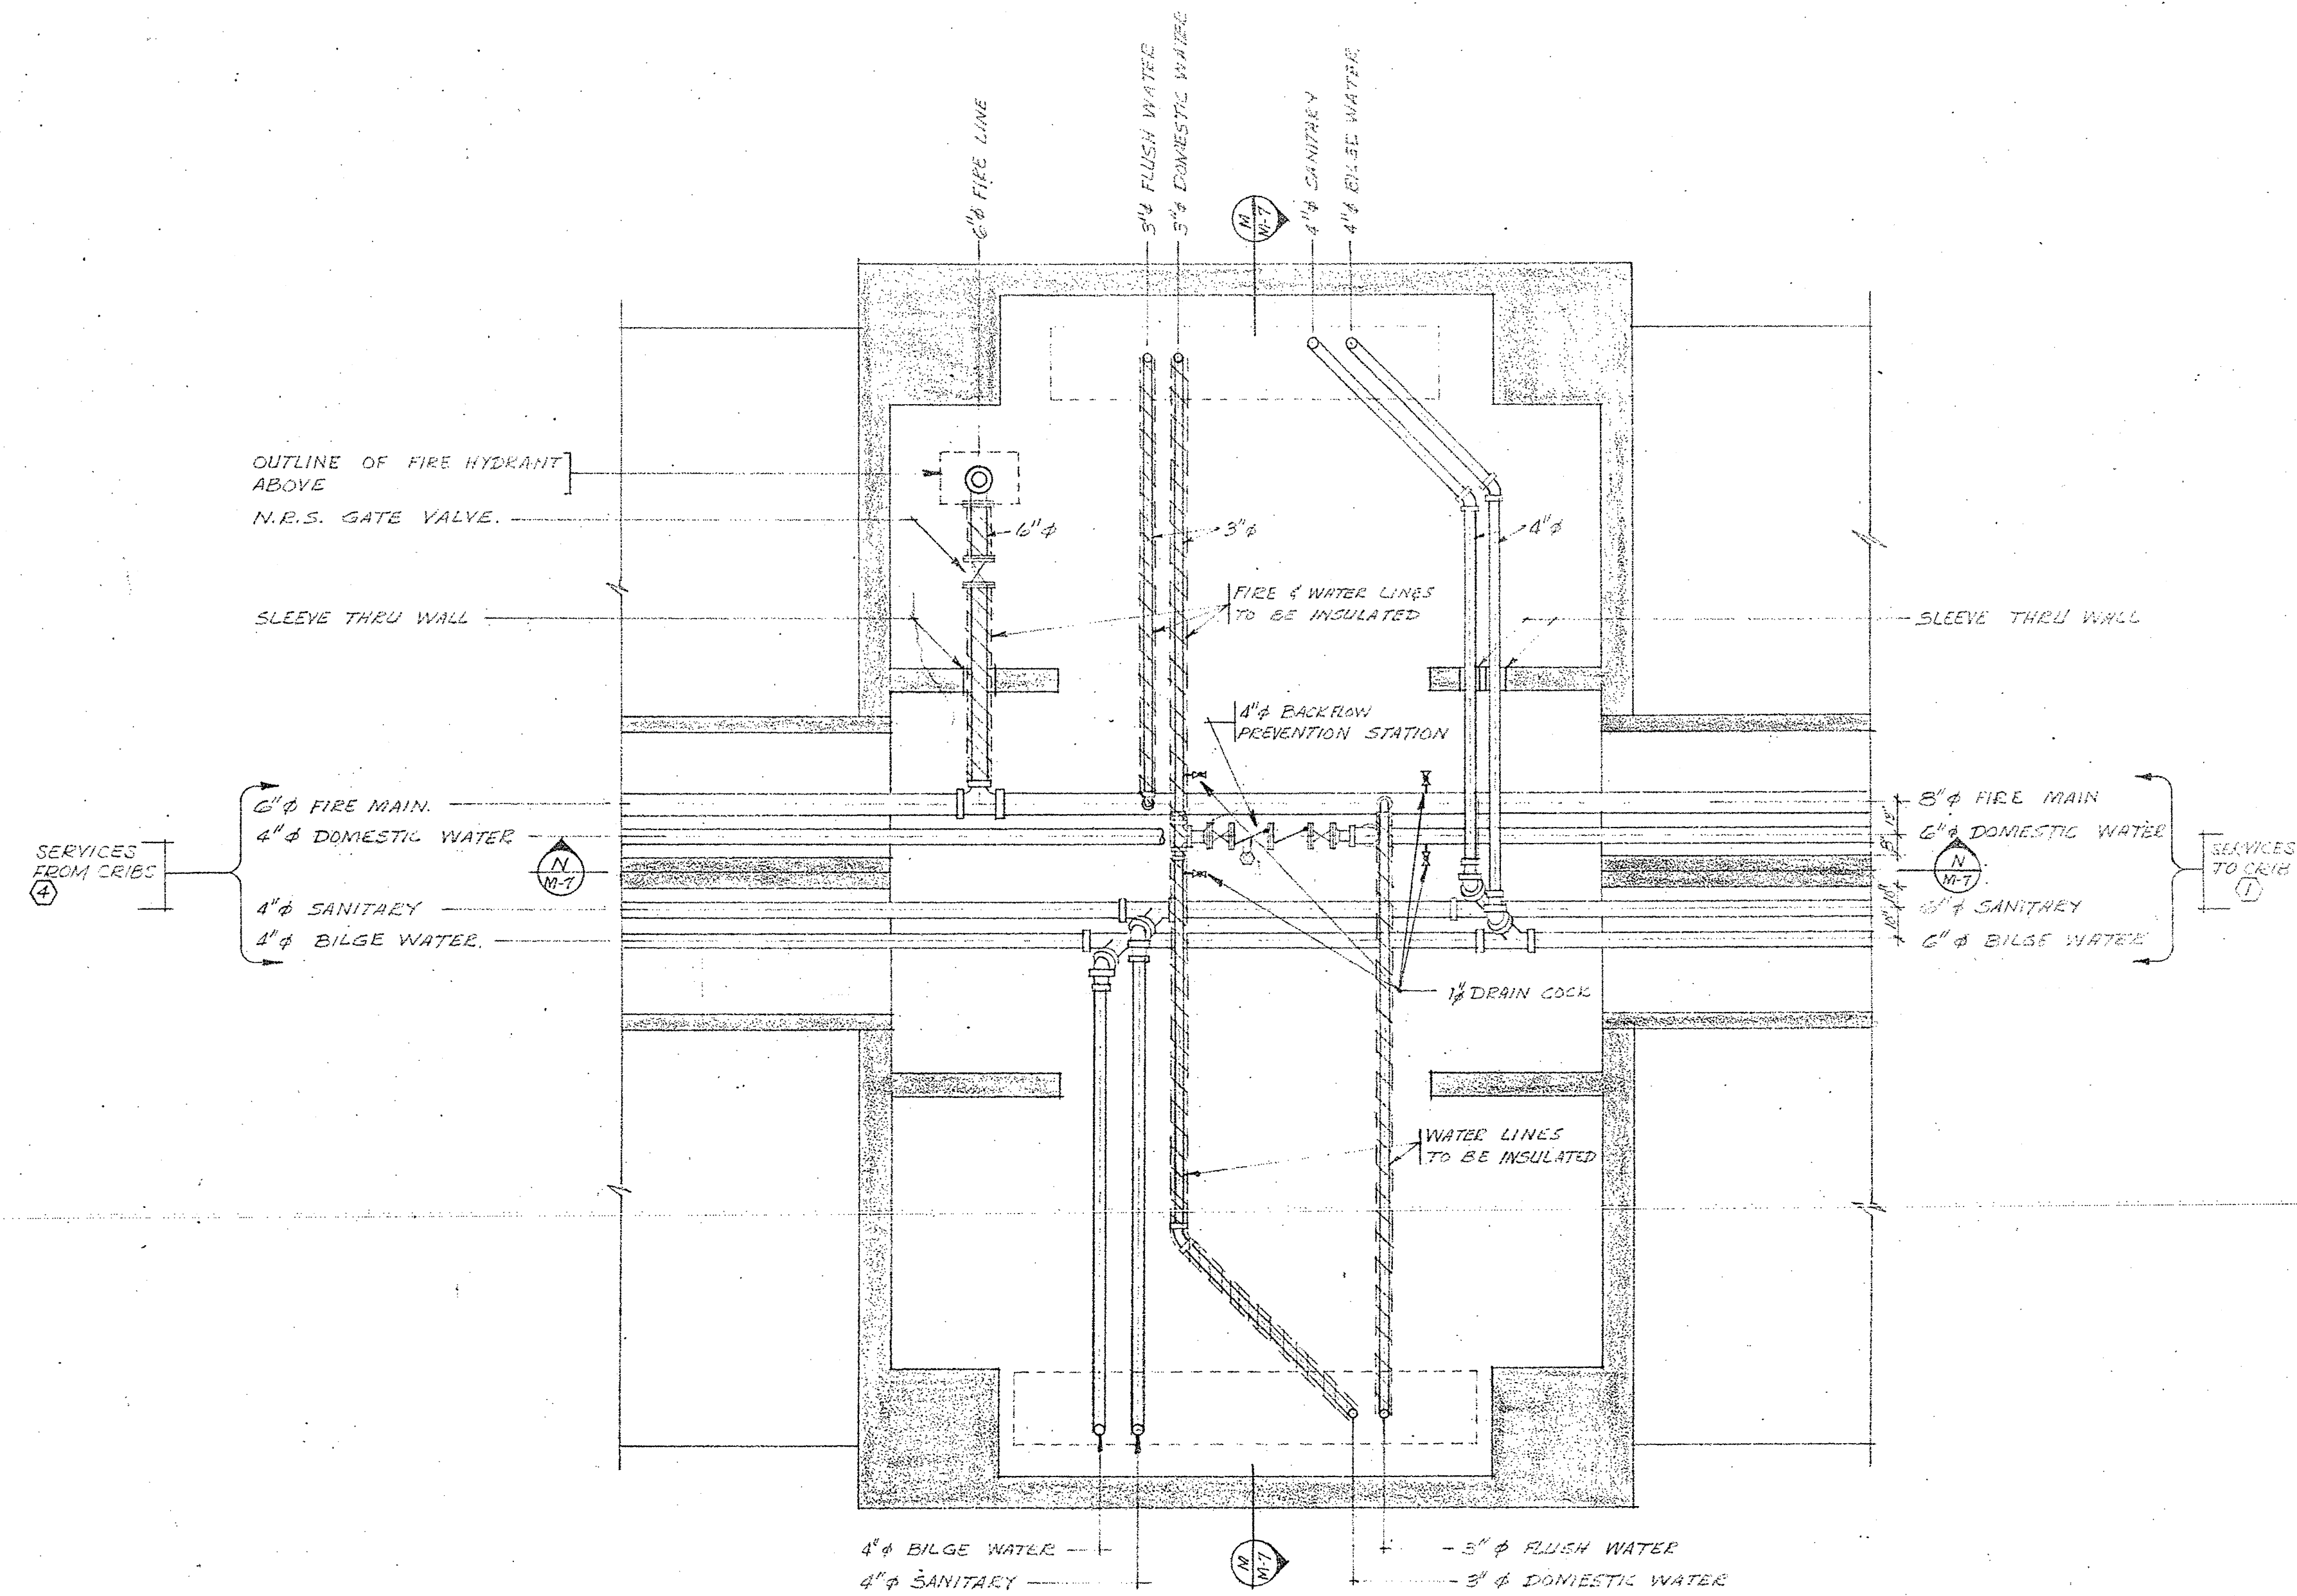 6"φ FIRE LINE
3"φ FLUSH WATER
3"φ DOMESTIC WATER
4"φ SANITARY
4"φ BILGE WATER
M
M-7
OUTLINE OF FIRE HYDRANT
ABOVE
N.R.S. GATE VALVE.
6"φ
3"φ
4"φ
FIRE & WATER LINES
TO BE INSULATED
SLEEVE THRU WALL
SLEEVE THRU WALL
4"φ BACKFLOW
PREVENTION STATION
6"φ FIRE MAIN.
4"φ DOMESTIC WATER
SERVICES
FROM CRIBS
4
N
M-7
4"φ SANITARY
4"φ BILGE WATER.
8"φ FIRE MAIN
6"φ DOMESTIC WATER
12"
8"
N
M-7
SERVICES
TO CRIB
1
6"φ SANITARY
6"φ BILGE WATER
1"φ DRAIN COCK
WATER LINES
TO BE INSULATED
4"φ BILGE WATER
4"φ SANITARY
M
M-7
3"φ FLUSH WATER
3"φ DOMESTIC WATER